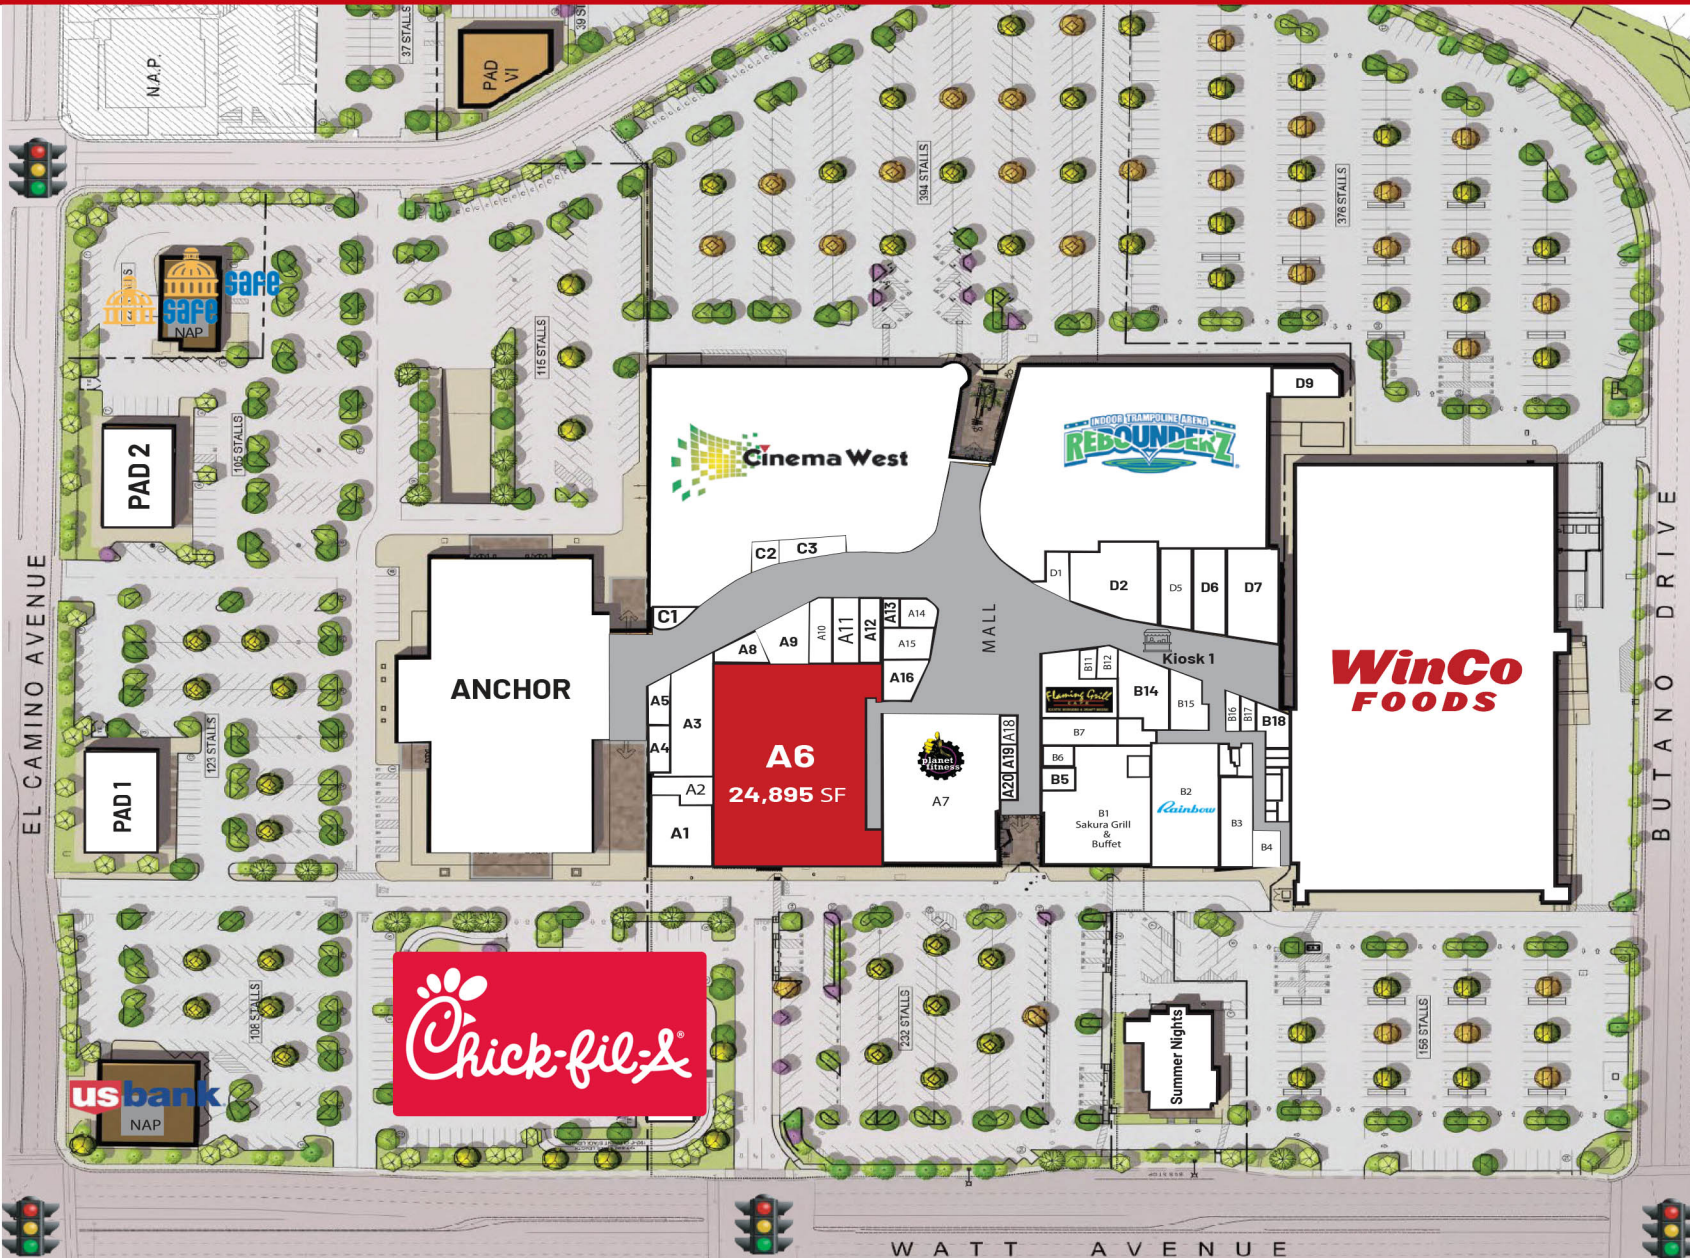 37 STALLS
N.A.P.
PAD
VI
394 STALLS
376 STALLS
safe
safe
NAP
115 STALLS
PAD 2
105 STALLS
Cinema West
INDOOR TRAMPOLINE ARENA
REBOUNDERZ
D9
C2
C3
C1
D1
D2
D5
D6
D7
A8
A9
A10
A11
A12
A13
A14
A15
A16
MALL
Kiosk 1
ANCHOR
A5
A4
A3
A2
A1
A6
24,895 SF
planet
fitness
A7
A18
A19
A20
B11
B12
Flaming Grill
CAFE
B14
B15
B16
B17
B18
B7
B6
B5
B1
Sakura Grill
&
Buffet
B2
Rainbow
B3
B4
WinCo
FOODS
EL CAMINO AVENUE
BUTANO DRIVE
123 STALLS
PAD 1
108 STALLS
usbank
NAP
Chick-fil-A
232 STALLS
Summer Nights
156 STALLS
BUS STOP
WATT AVENUE